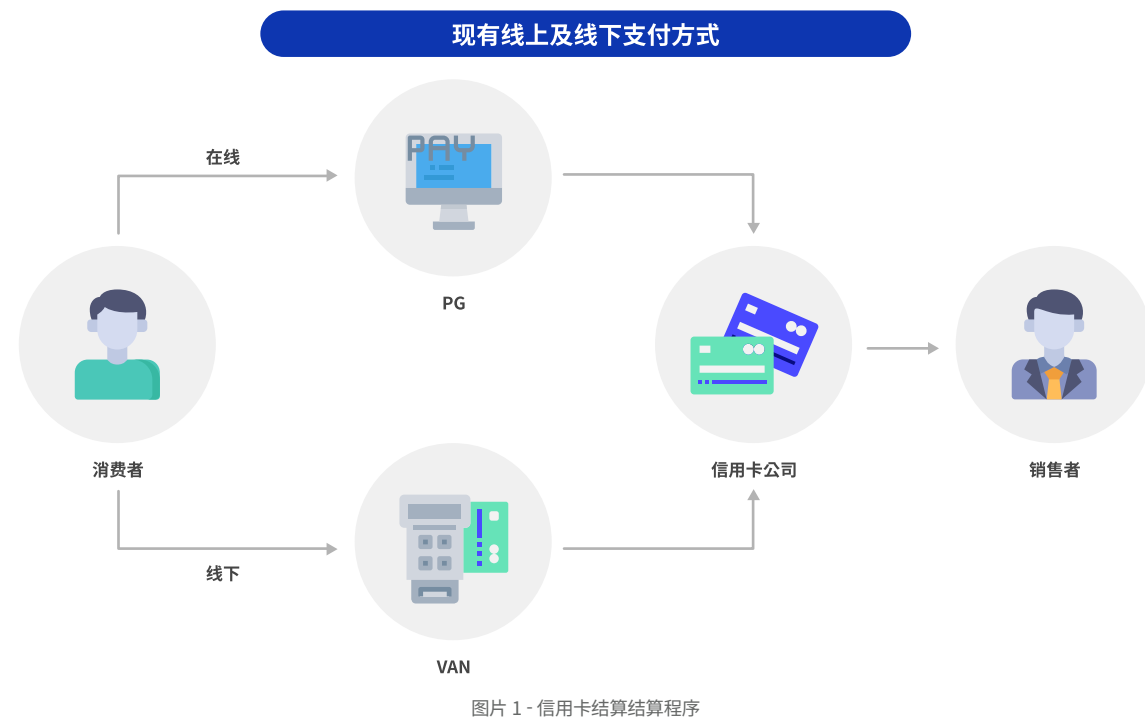 现有线上及线下支付方式
在线
PAY
PG
消费者
信用卡公司
销售者
线下
VAN
图片 1 - 信用卡结算结算程序